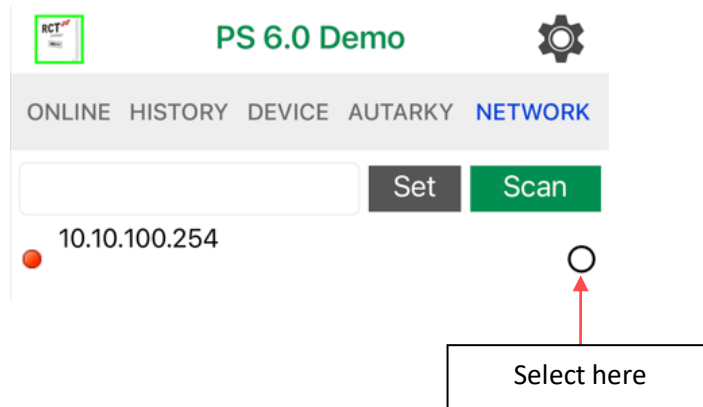 RCT
PS 6.0 Demo
ONLINE HISTORY DEVICE AUTARKY NETWORK
Set Scan
10.10.100.254
Select here